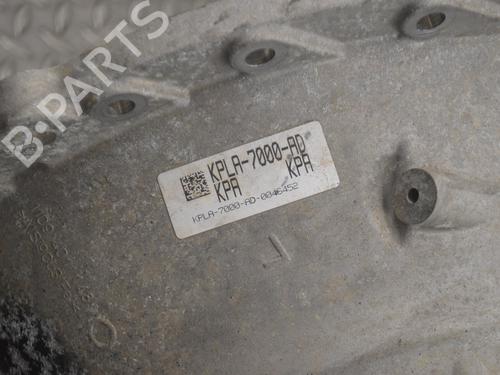 B-PARTS
KPLA-7000-AD
KPA KPA
KPLA-7000-AD-0046452